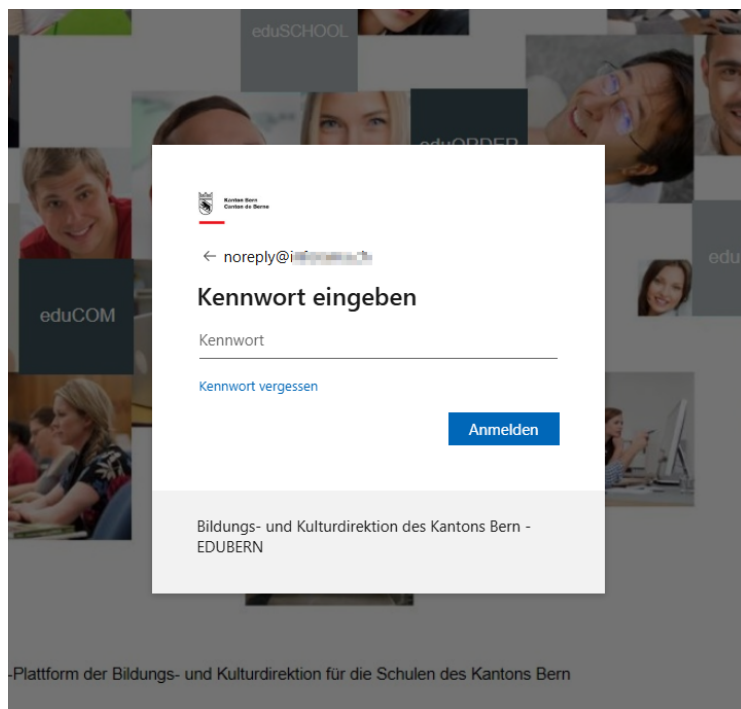 eduSCHOOL
eduORDER
Kanton Bern
Canton de Berne
← noreply@i
edu
Kennwort eingeben
eduCOM
Kennwort
Kennwort vergessen
Anmelden
Bildungs- und Kulturdirektion des Kantons Bern -
EDUBERN
-Plattform der Bildungs- und Kulturdirektion für die Schulen des Kantons Bern